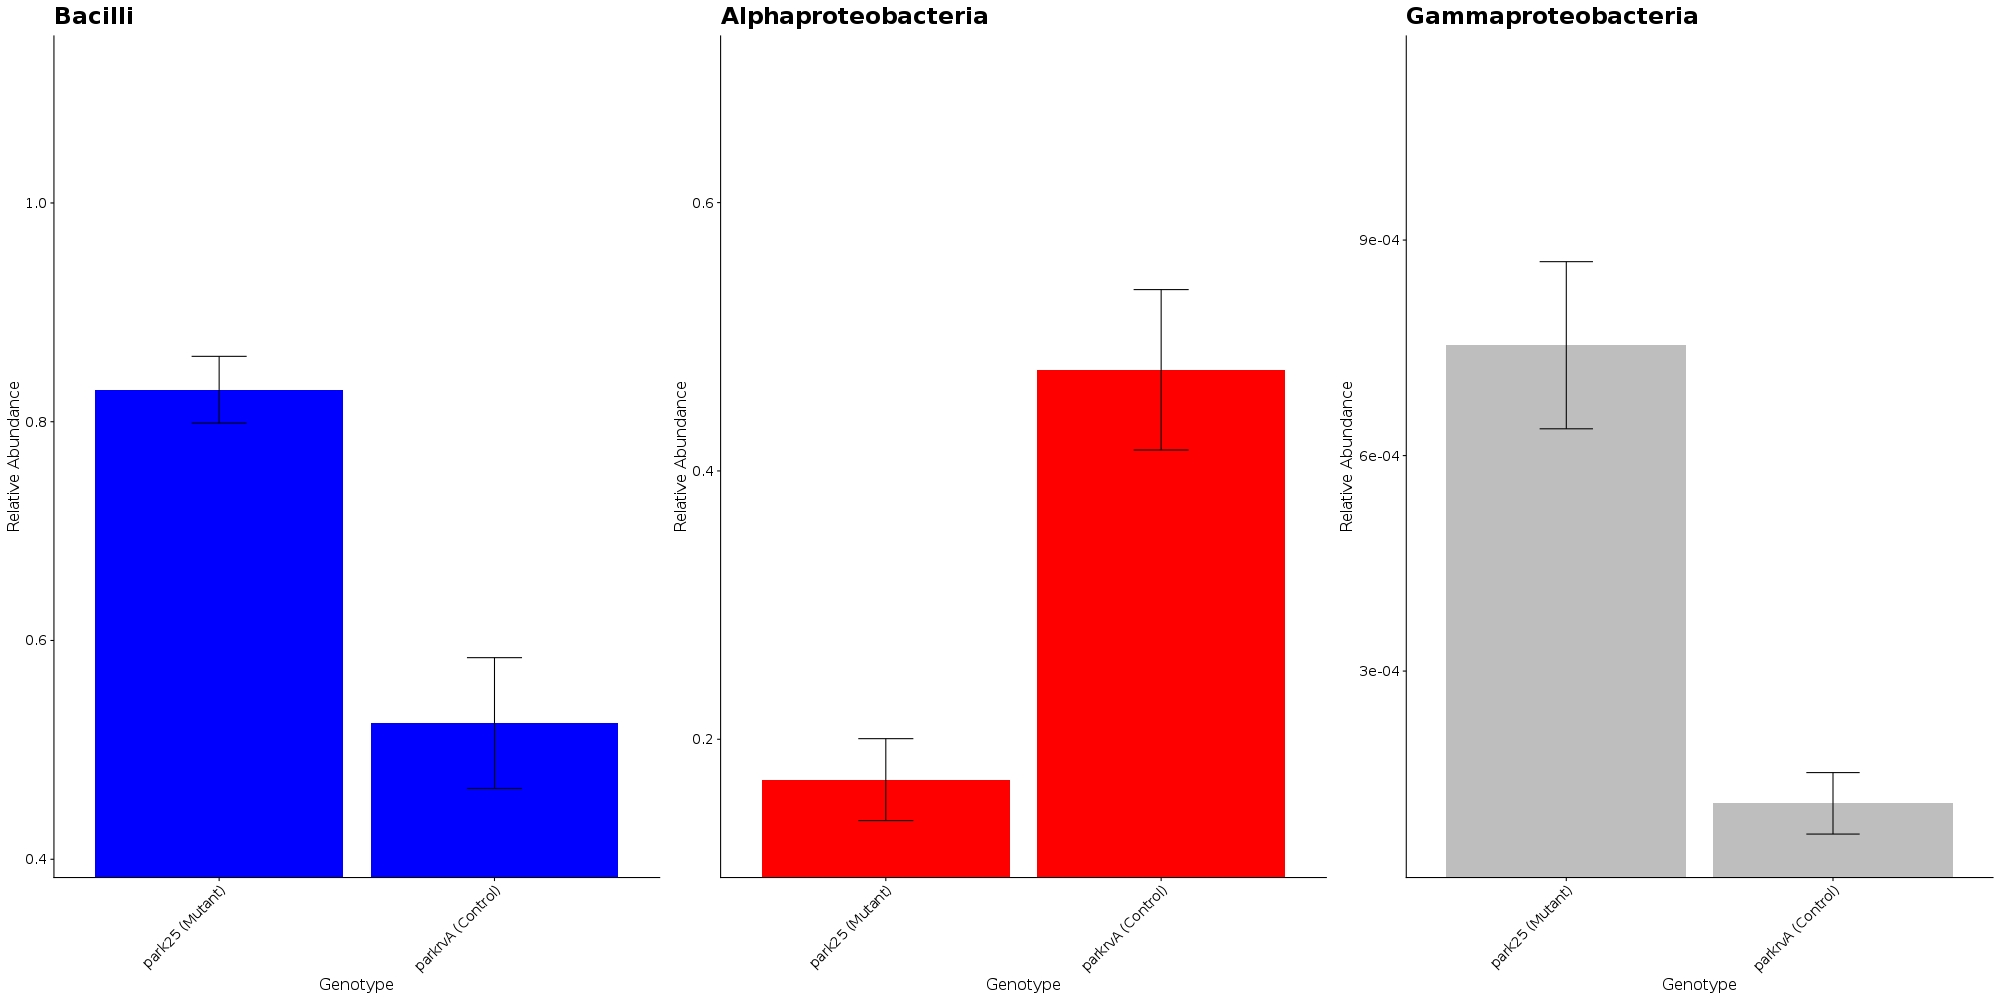 Bacilli
Relative Abundance
1.0
0.8
0.6
0.4
park25 (Mutant)
parkrvA (Control)
Genotype
Alphaproteobacteria
Relative Abundance
0.6
0.4
0.2
park25 (Mutant)
parkrvA (Control)
Genotype
Gammaproteobacteria
Relative Abundance
9e-04
6e-04
3e-04
park25 (Mutant)
parkrvA (Control)
Genotype